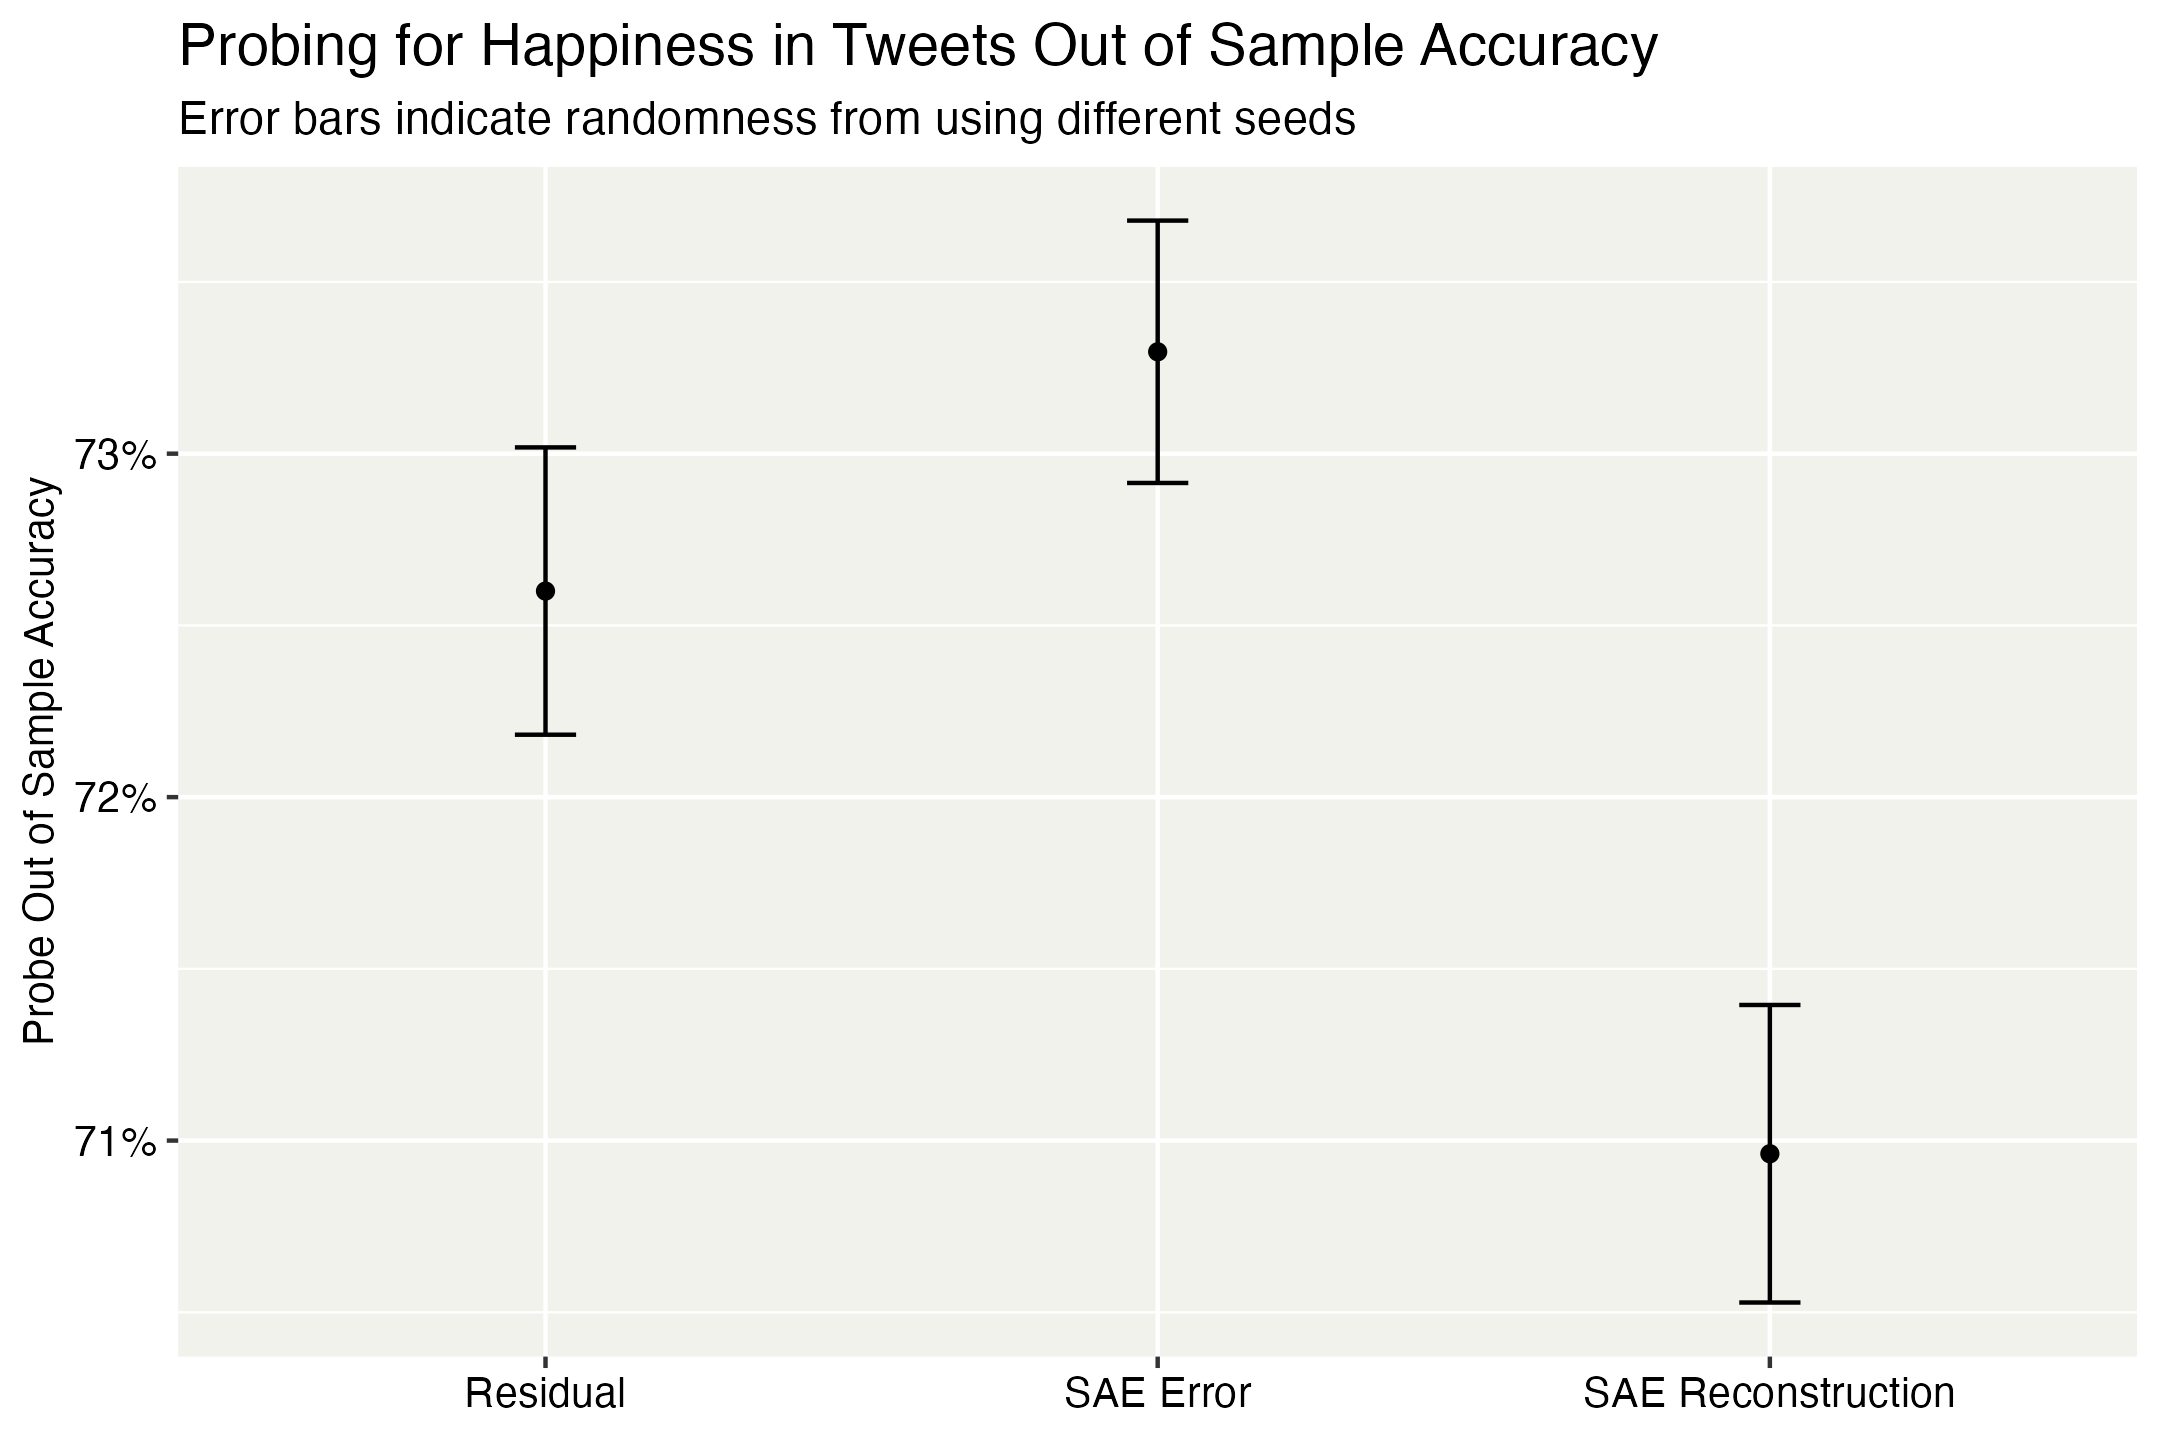 Probing for Happiness in Tweets Out of Sample Accuracy
Error bars indicate randomness from using different seeds
Probe Out of Sample Accuracy
73%
72%
71%
Residual
SAE Error
SAE Reconstruction